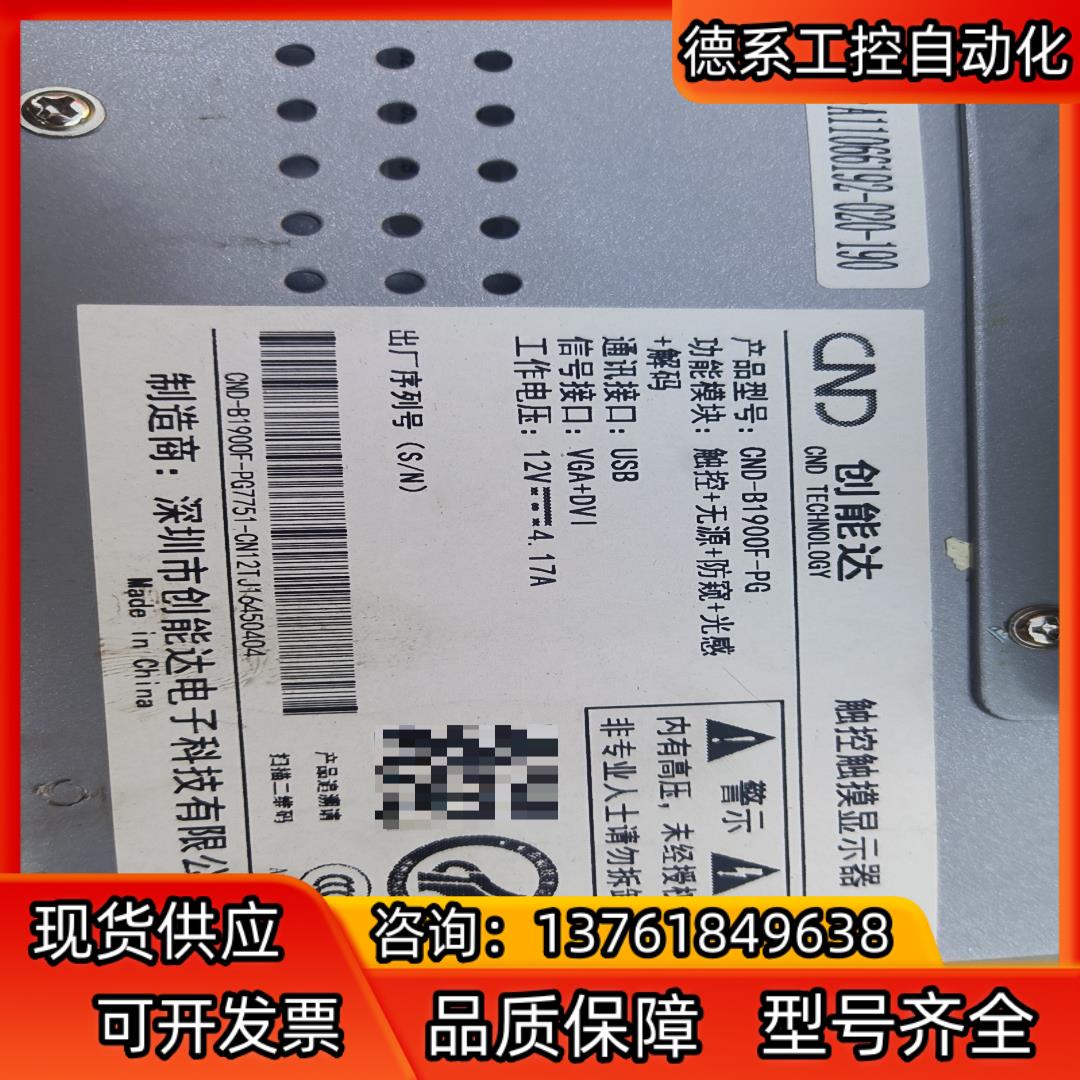 德系工控自动化
A11066192-020-190
CND 创能达
CND TECHNOLOGY
触控触摸显示器
产品型号：CND-B1900F-PG
功能模块：触控+无源+防窥+光感
+解码
通讯接口：USB
信号接口：VGA+DVI
工作电压：12V 4.17A
出厂序列号(S/N)
CND-B1900F-PG7751-CN12TJ16450404
制造商：深圳市创能达电子科技有限公
Made in China
警示
内有高压，未经授权
非专业人士请勿拆卸
产品追溯请
扫描二维码
现货供应
咨询：13761849638
可开发票
品质保障
型号齐全